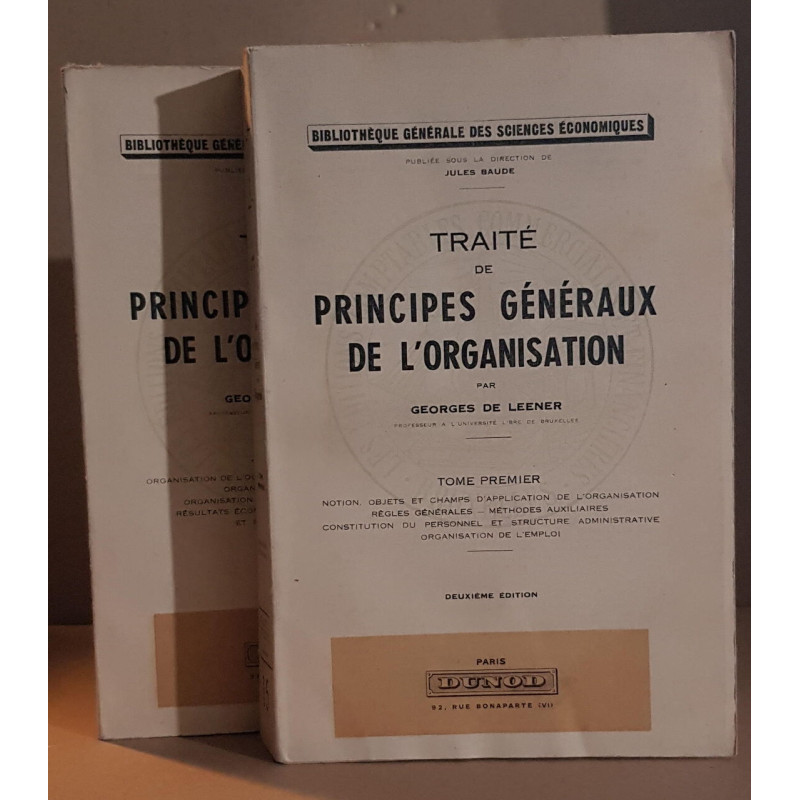 BIBLIOTHÈQUE GÉNÉRALE DES SCIENCES ÉCONOMIQUES
PUBLIÉE SOUS LA DIRECTION DE
JULES BAUDE
TRAITÉ
DE
PRINCIPES GÉNÉRAUX
DE L'ORGANISATION
PAR
GEORGES DE LEENER
PROFESSEUR A L'UNIVERSITÉ LIBRE DE BRUXELLES
TOME PREMIER
NOTION, OBJETS ET CHAMPS D'APPLICATION DE L'ORGANISATION
RÈGLES GÉNÉRALES – MÉTHODES AUXILIAIRES
CONSTITUTION DU PERSONNEL ET STRUCTURE ADMINISTRATIVE
ORGANISATION DE L'EMPLOI
DEUXIÈME ÉDITION
PARIS
DUNOD
92, RUE BONAPARTE (VI)
BIBLIOTHÈQUE GÉNÉ
PUBLIÉ
PRINCIP
DE L'O
GEO
PROFESSEUR
ORGANISATION DE L'O
ORGAN
ORGANISATION
RÉSULTATS ÉCO
ET